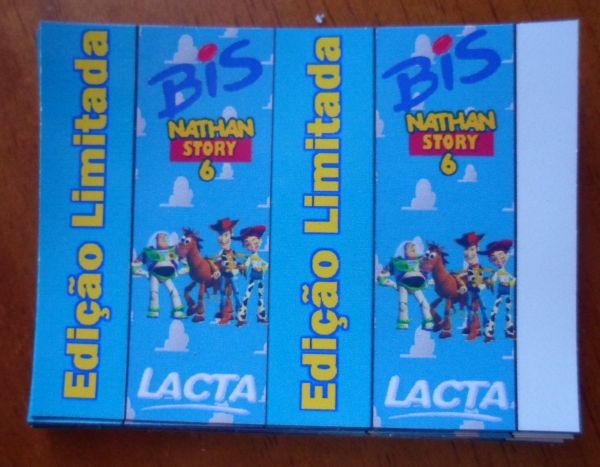 Edição Limitada
BIS
NATHAN
STORY
6
LACTA
Edição Limitada
BIS
NATHAN
STORY
6
LACTA